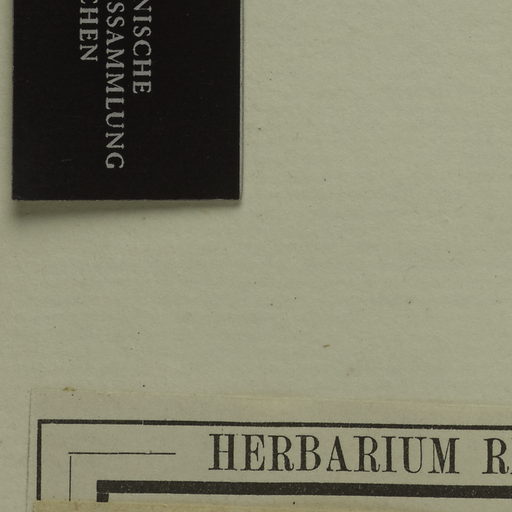 NISCHE
SSAMMLUNG
CHEN
HERBARIUM R